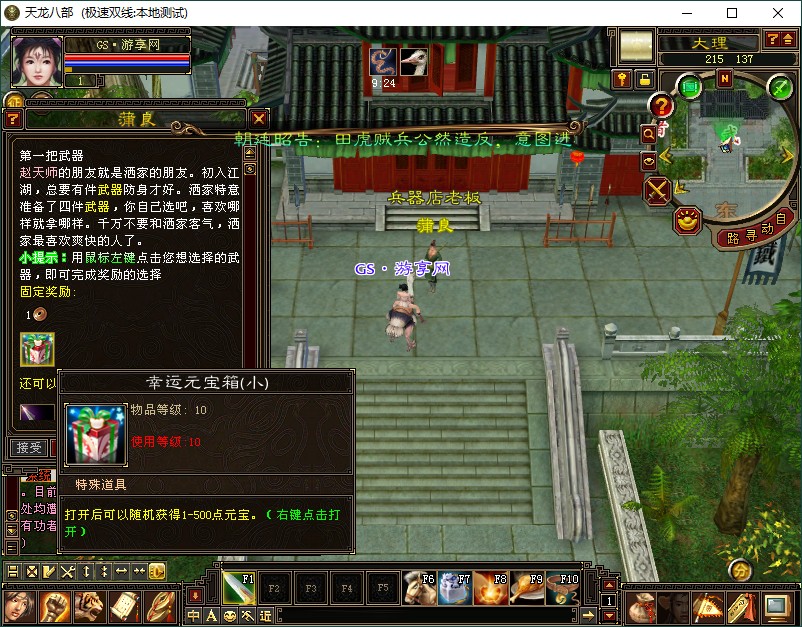 天龙八部 (极速双线:本地测试)
GS·游享网
1
大理
215 137
N
9:24
东
自动寻路
征
蒲良
朝廷昭告：田虎贼兵公然造反，意图进
第一把武器
赵天师的朋友就是洒家的朋友。初入江
湖，总要有件武器防身才好。洒家特意
准备了四件武器，你自己选吧，喜欢哪
样就拿哪样。千万不要和洒家客气，洒
家最喜欢爽快的人了。
小提示：用鼠标左键点击您想选择的武
器，即可完成奖励的选择
固定奖励:
1
还可以
接受
兵器店老板
蒲良
GS·游享网
幸运元宝箱(小)
物品等级: 10
使用等级:10
特殊道具
打开后可以随机获得1-500点元宝。(右键点击打
开)
。目前
处均遭
有功者
F1 F2 F3 F4 F5 F6 F7 F8 F9 F10
1
中 A 近